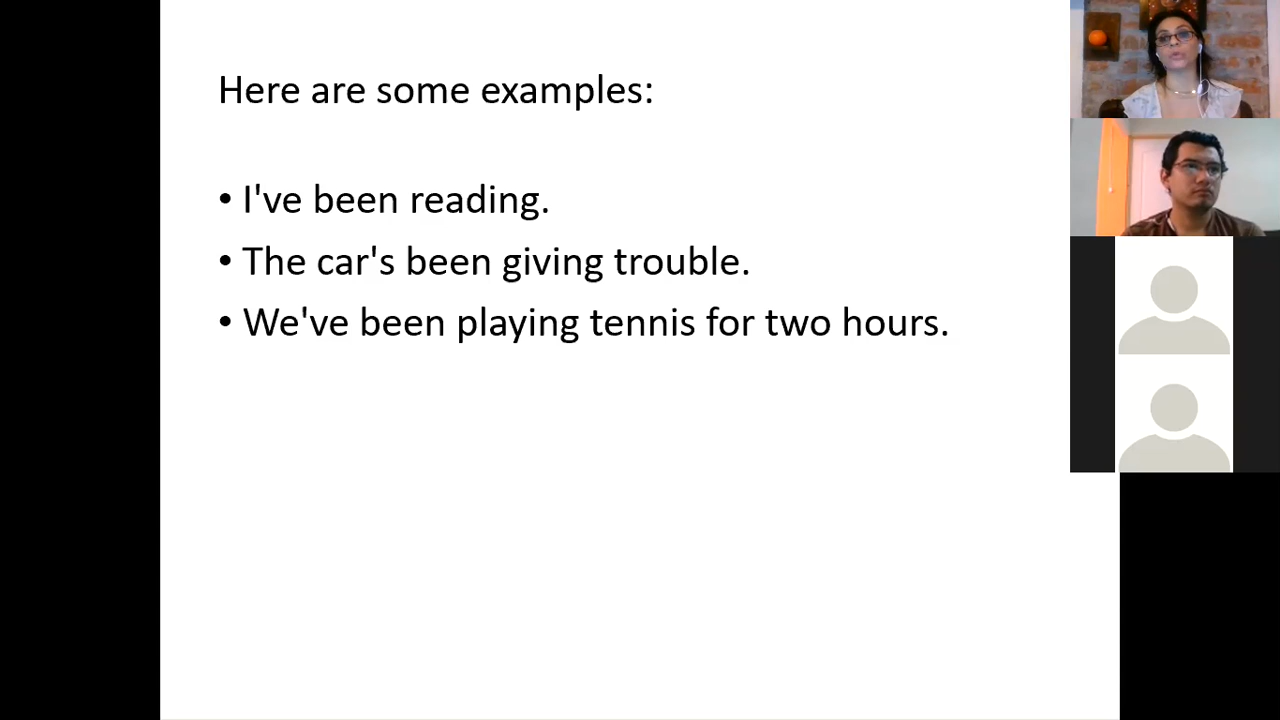 Here are some examples:
• I've been reading.
• The car's been giving trouble.
• We've been playing tennis for two hours.